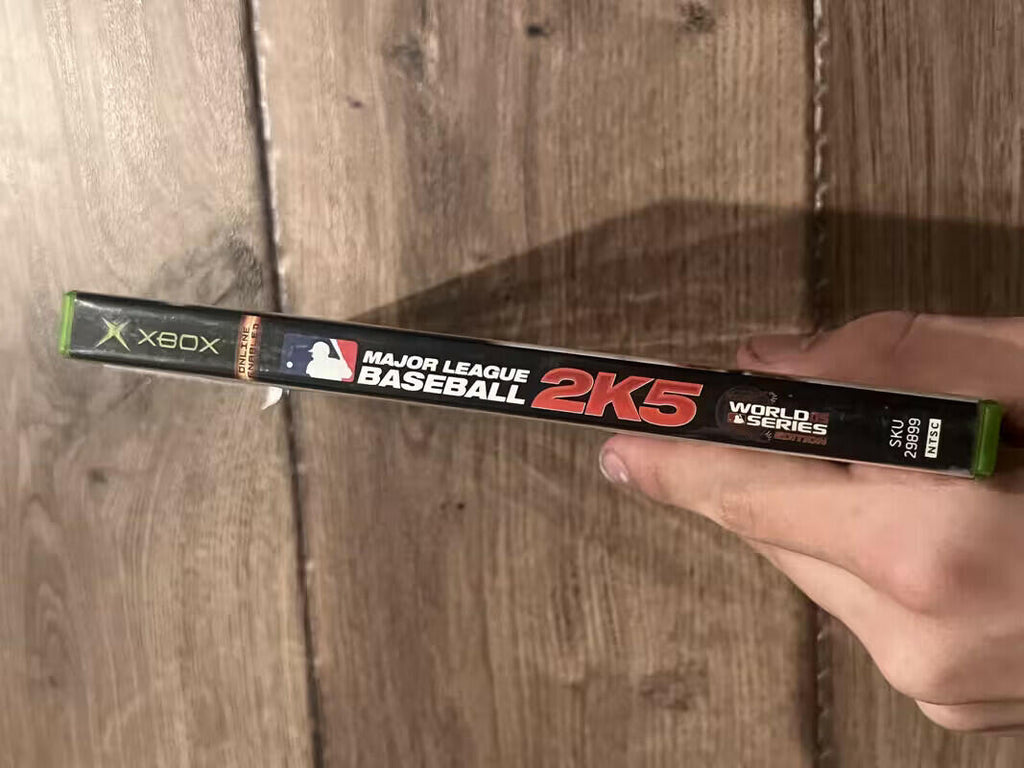 XBOX
ONLINE
ENABLED
MAJOR LEAGUE
BASEBALL
2K5
WORLD
SERIES
EDITION
SKU
29899
NTSC